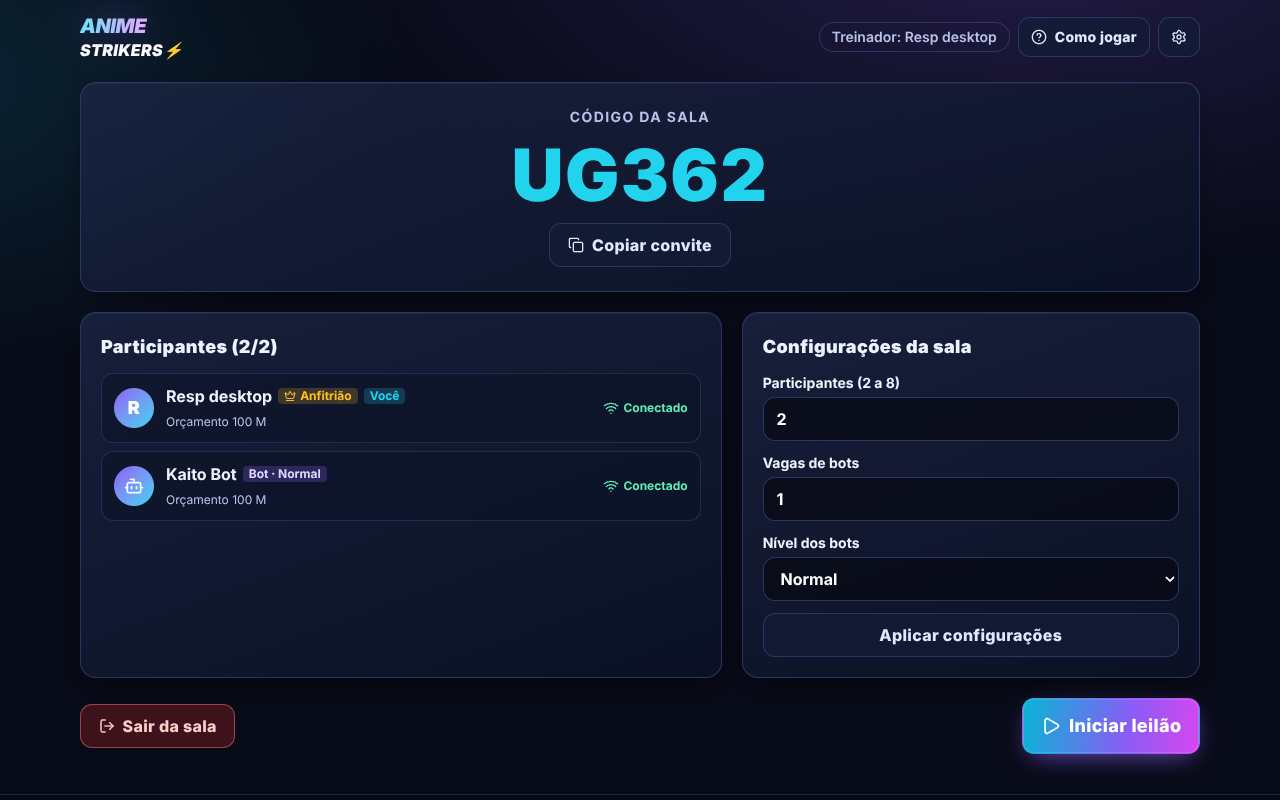 ANIME
STRIKERS⚡
Treinador: Resp desktop
Como jogar
CÓDIGO DA SALA
UG362
Copiar convite
Participantes (2/2)
R
Resp desktop
Anfitrião
Você
Orçamento 100 M
Conectado
Kaito Bot
Bot · Normal
Orçamento 100 M
Conectado
Configurações da sala
Participantes (2 a 8)
2
Vagas de bots
1
Nível dos bots
Normal
Aplicar configurações
Sair da sala
Iniciar leilão